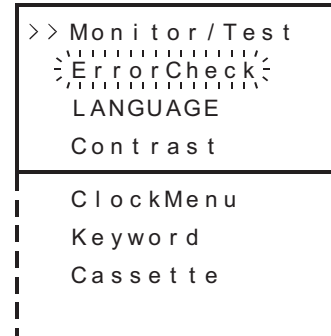 >> Monitor/Test
ErrorCheck
LANGUAGE
Contrast
ClockMenu
Keyword
Cassette